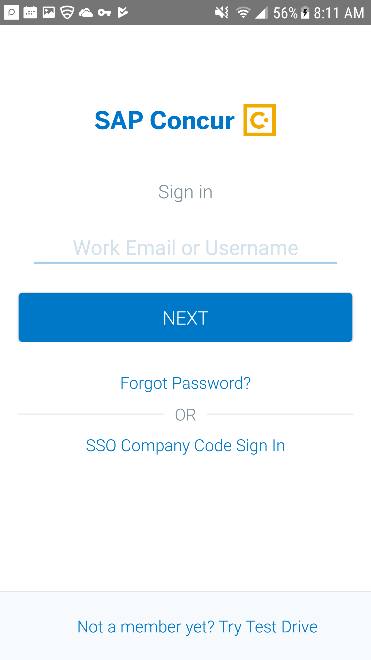 56% 8:11 AM
SAP Concur
Sign in
Work Email or Username
NEXT
Forgot Password?
OR
SSO Company Code Sign In
Not a member yet? Try Test Drive